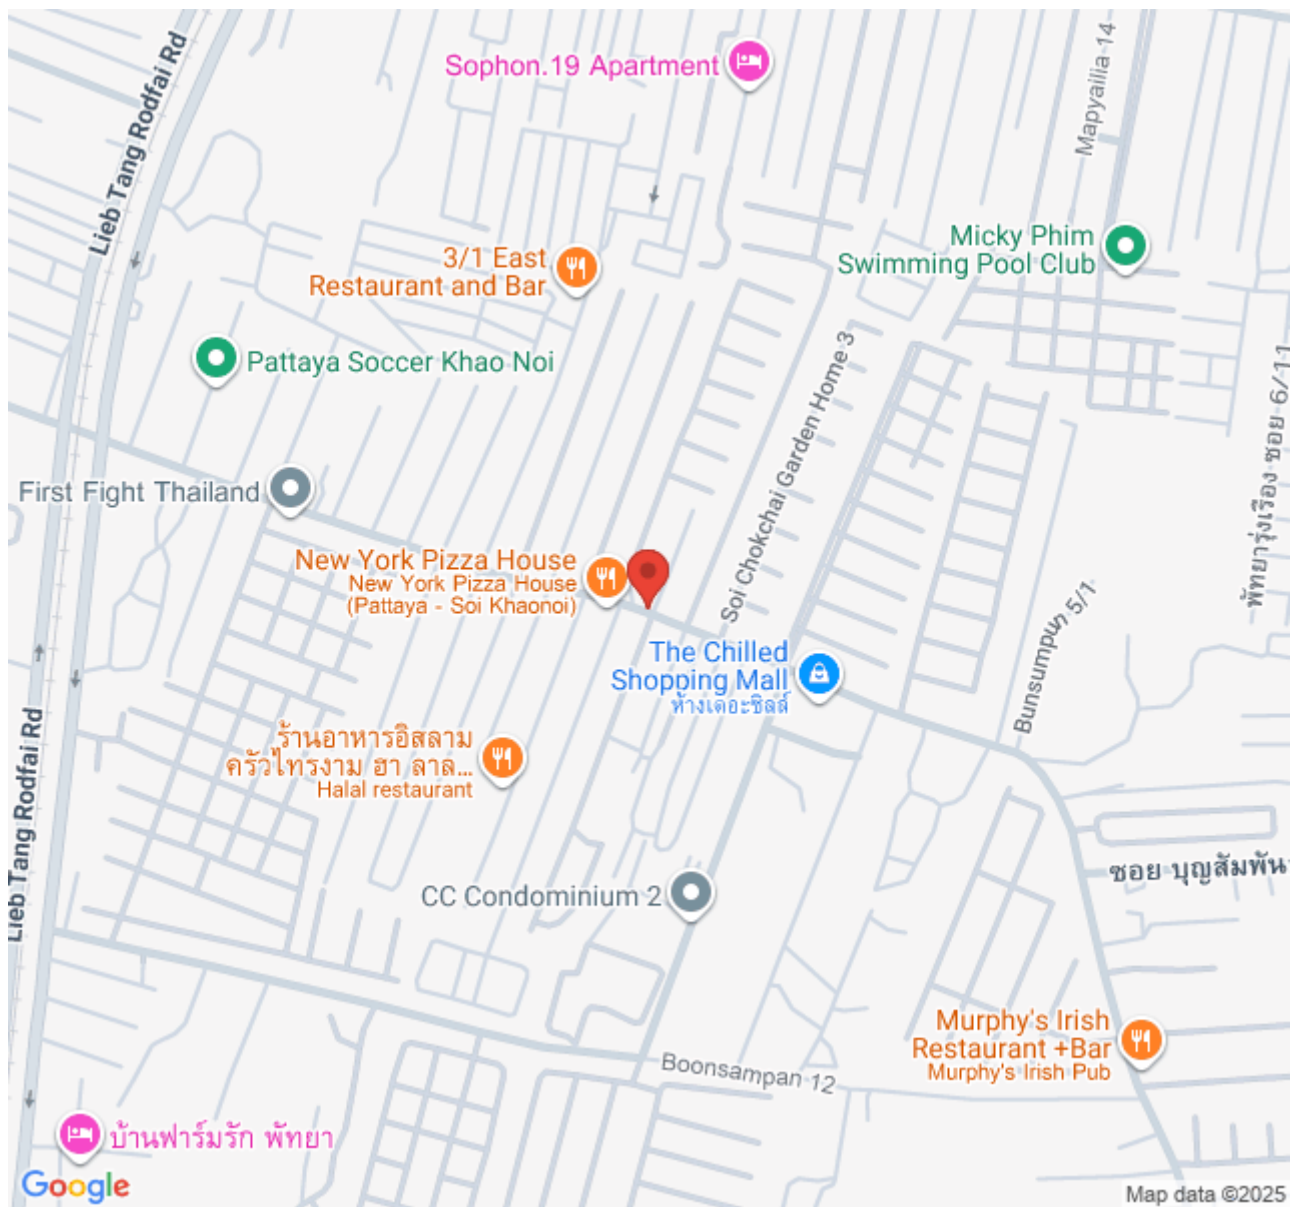 Lieb Tang Rodfai Rd
Sophon.19 Apartment
Mapyailia 14
3/1 East
Restaurant and Bar
Micky Phim
Swimming Pool Club
Pattaya Soccer Khao Noi
Soi Chokchai Garden Home 3
พัทยารุ่งเรือง ซอย 6/11
First Fight Thailand
New York Pizza House
New York Pizza House
(Pattaya - Soi Khaonoi)
The Chilled
Shopping Mall
ห้างเดอะชิลล์
5/1
Lieb Tang Rodfai Rd
ร้านอาหารอิสลาม
ครัวไทรงาม ฮา ลาล...
Halal restaurant
CC Condominium 2
ซอย บุญสัมพัน
Murphy's Irish
Restaurant +Bar
Murphy's Irish Pub
Boonsampan 12
บ้านฟาร์มรัก พัทยา
Google
Map data ©2025